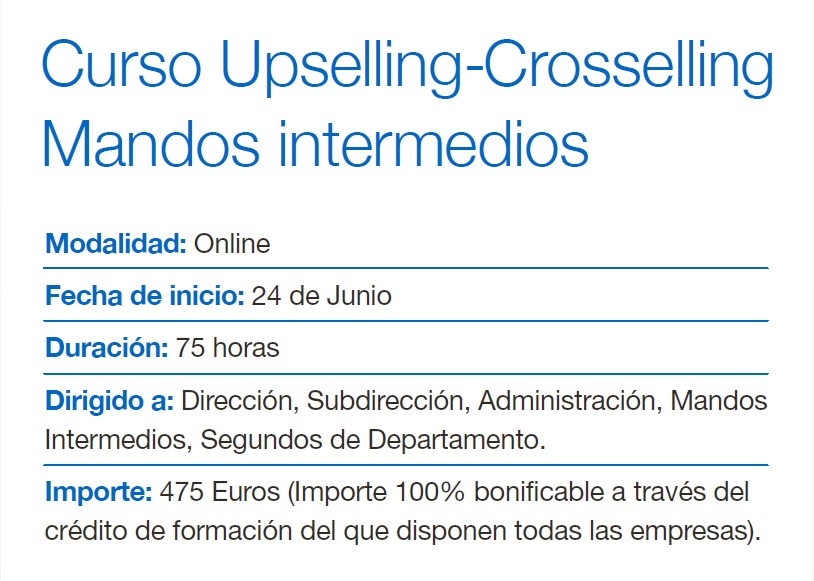 Curso Upselling-Crosselling
Mandos intermedios
Modalidad: Online
Fecha de inicio: 24 de Junio
Duración: 75 horas
Dirigido a: Dirección, Subdirección, Administración, Mandos
Intermedios, Segundos de Departamento.
Importe: 475 Euros (Importe 100% bonificable a través del
crédito de formación del que disponen todas las empresas).